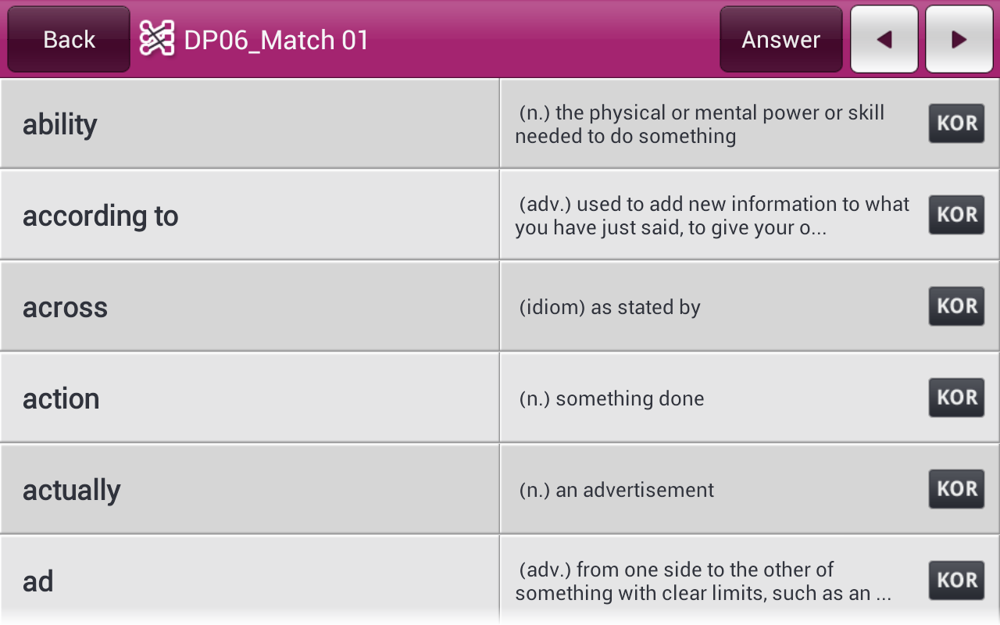 Back
DP06_Match 01
Answer
ability
(n.) the physical or mental power or skill
needed to do something
KOR
according to
(adv.) used to add new information to what
you have just said, to give your o...
KOR
across
(idiom) as stated by
KOR
action
(n.) something done
KOR
actually
(n.) an advertisement
KOR
ad
(adv.) from one side to the other of
something with clear limits, such as an ...
KOR